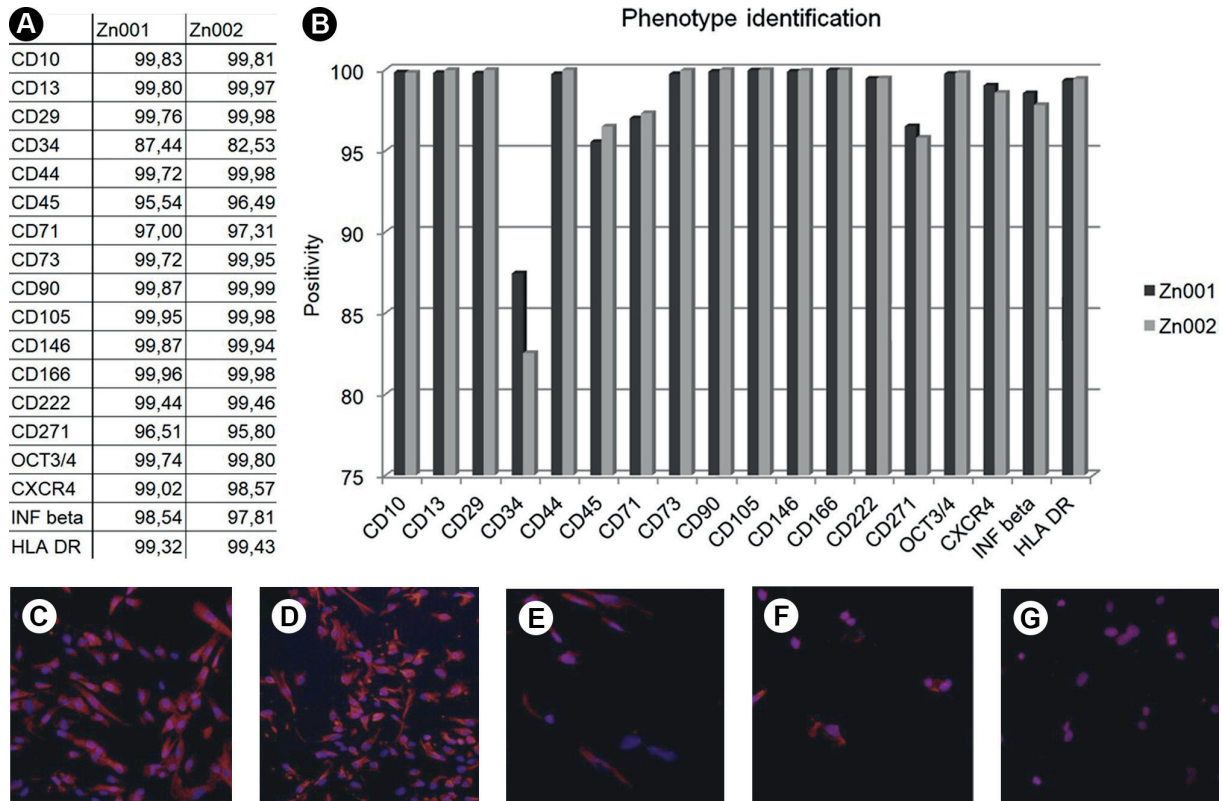 A
Zn001 Zn002
CD10 99,83 99,81
CD13 99,80 99,97
CD29 99,76 99,98
CD34 87,44 82,53
CD44 99,72 99,98
CD45 95,54 96,49
CD71 97,00 97,31
CD73 99,72 99,95
CD90 99,87 99,99
CD105 99,95 99,98
CD146 99,87 99,94
CD166 99,96 99,98
CD222 99,44 99,46
CD271 96,51 95,80
OCT3/4 99,74 99,80
CXCR4 99,02 98,57
INF beta 98,54 97,81
HLA DR 99,32 99,43
B
Phenotype identification
Positivity
100
95
90
85
80
75
CD10 CD13 CD29 CD34 CD44 CD45 CD71 CD73 CD90 CD105 CD146 CD166 CD222 CD271 OCT3/4 CXCR4 INF beta HLA DR
Zn001
Zn002
C D E F G